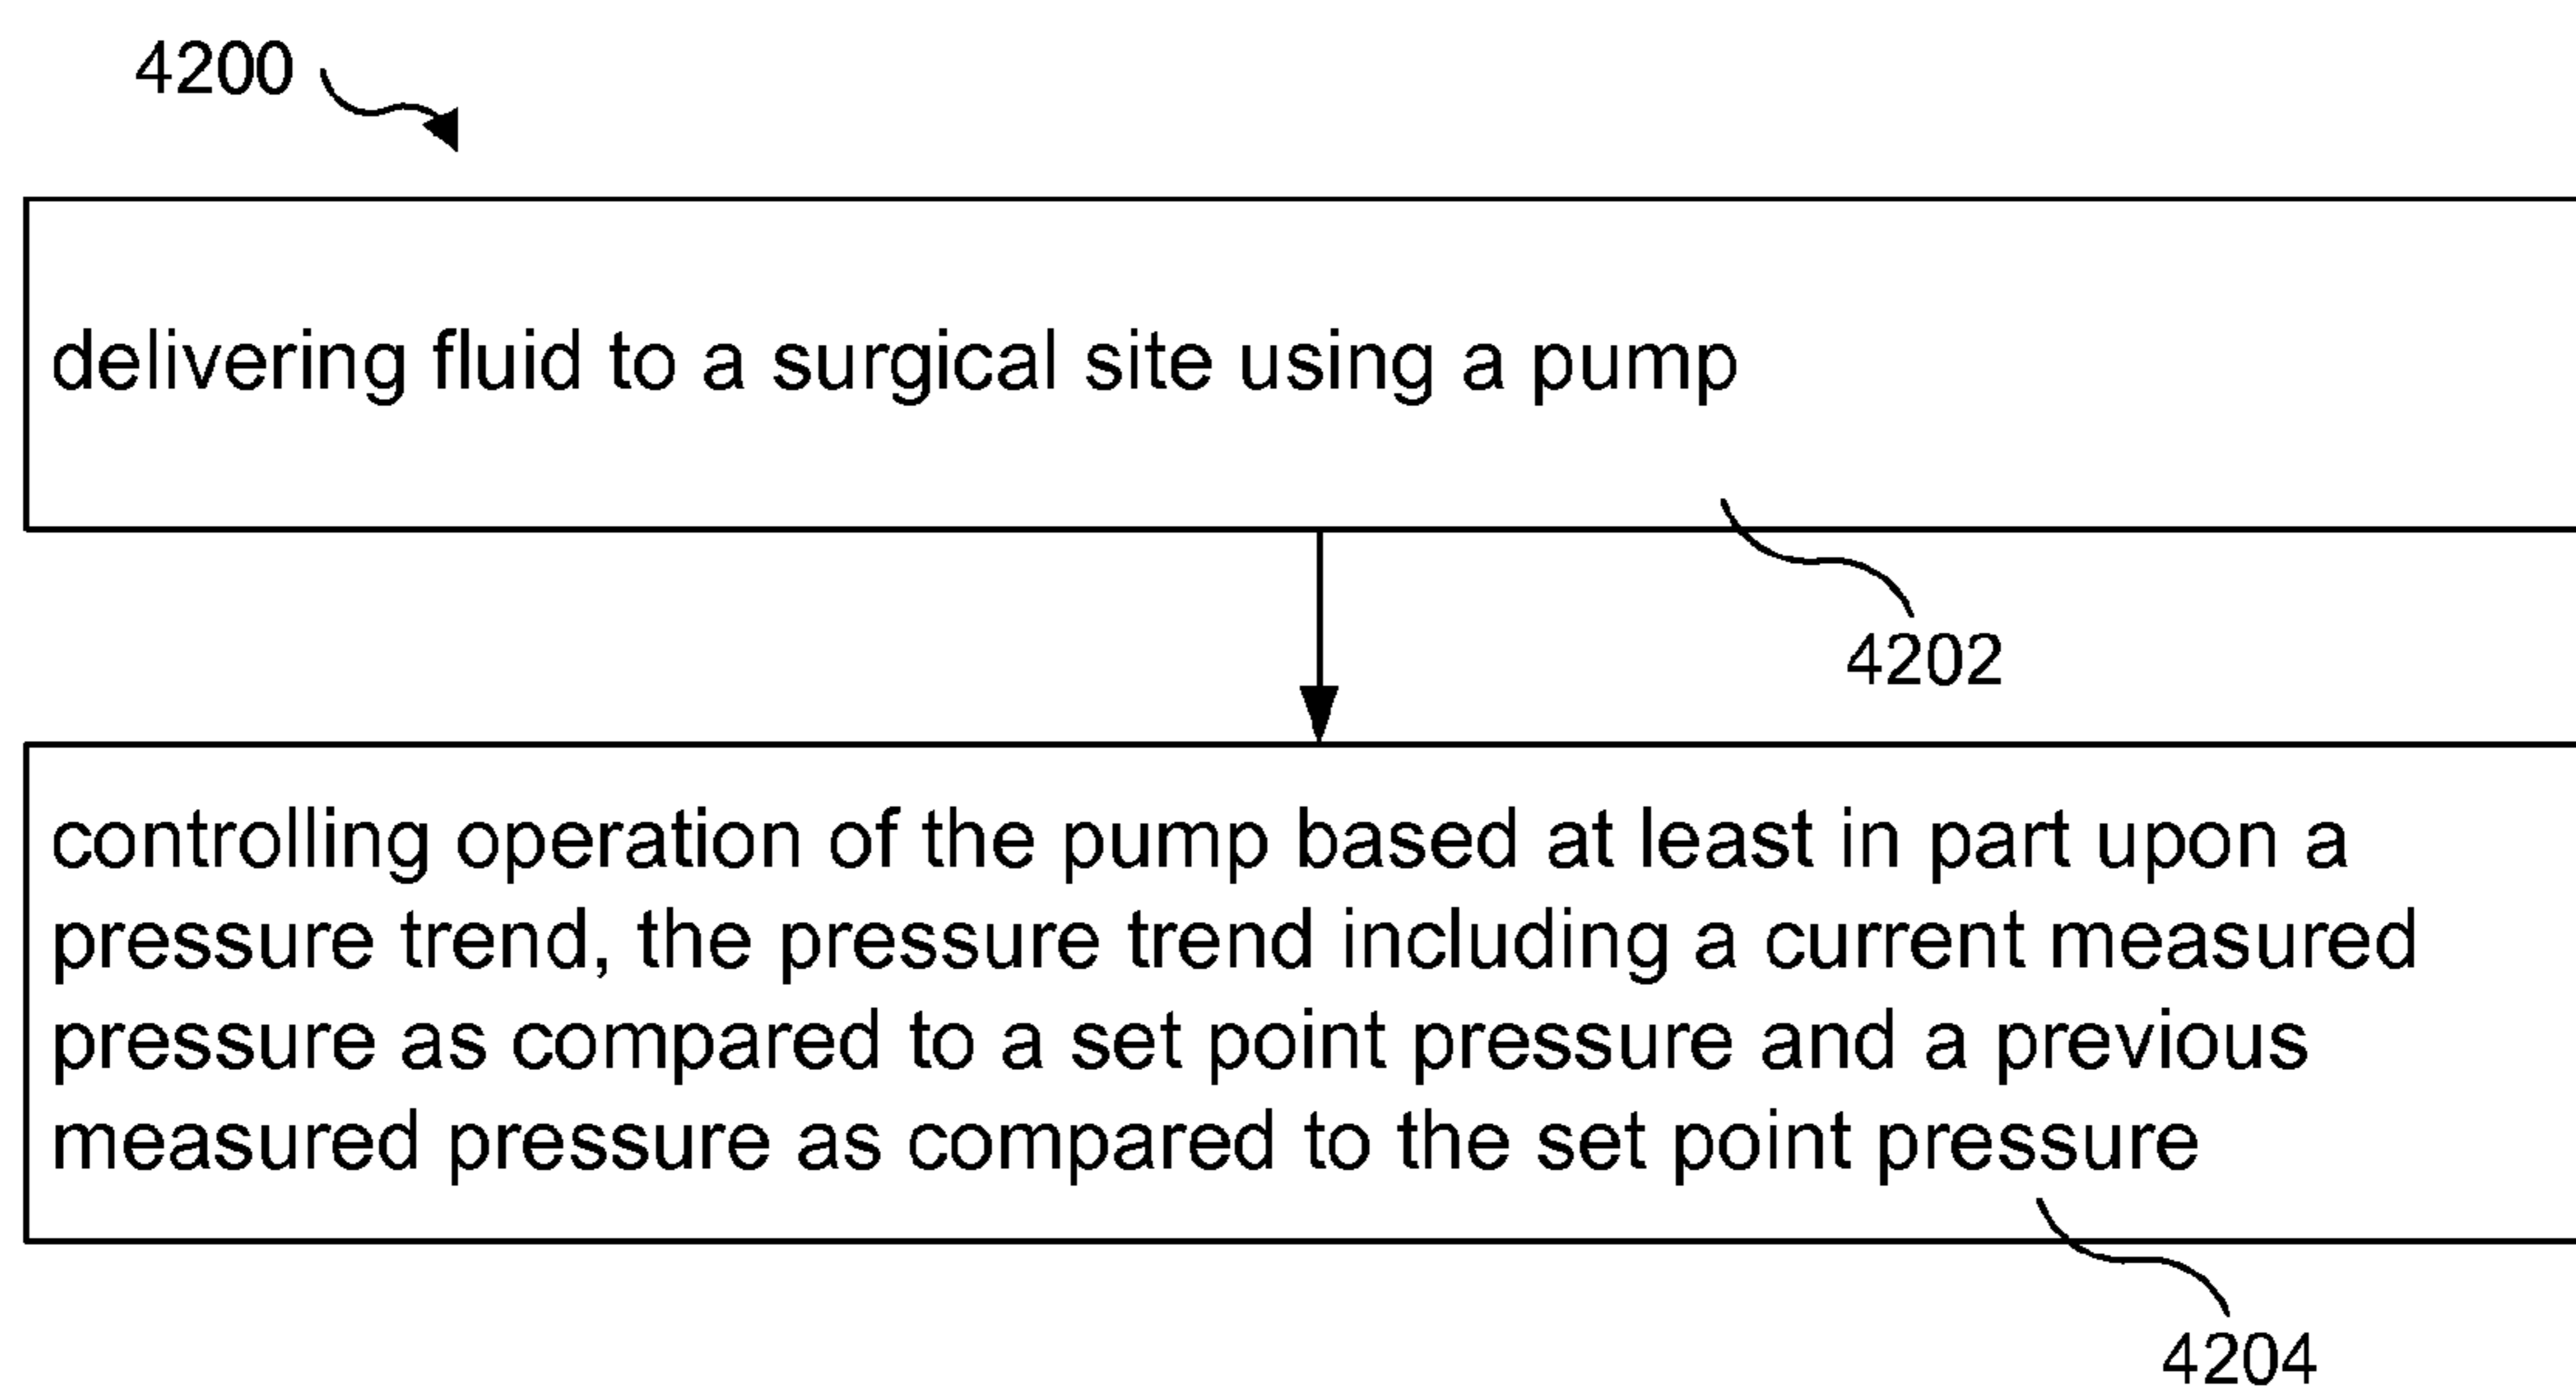 4200
delivering fluid to a surgical site using a pump
4202
controlling operation of the pump based at least in part upon a
pressure trend, the pressure trend including a current measured
pressure as compared to a set point pressure and a previous
measured pressure as compared to the set point pressure
4204